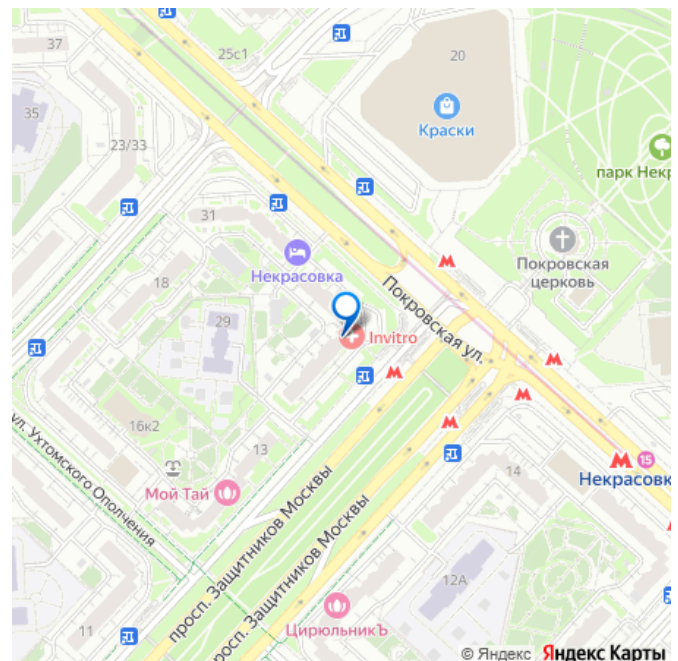 37
25с1
20
35
Краски
23/33
парк Некр
31
Некрасовка
Покровская
церковь
18
Покровская ул.
29
Invitro
16к2
13
ул. Ухтомского Ополчения
Мой Тай
просп. Защитников Москвы
просп. Защитников Москвы
14
15
Некрасовк
12А
11
ЦирюльникЪ
© Яндекс Яндекс Карты